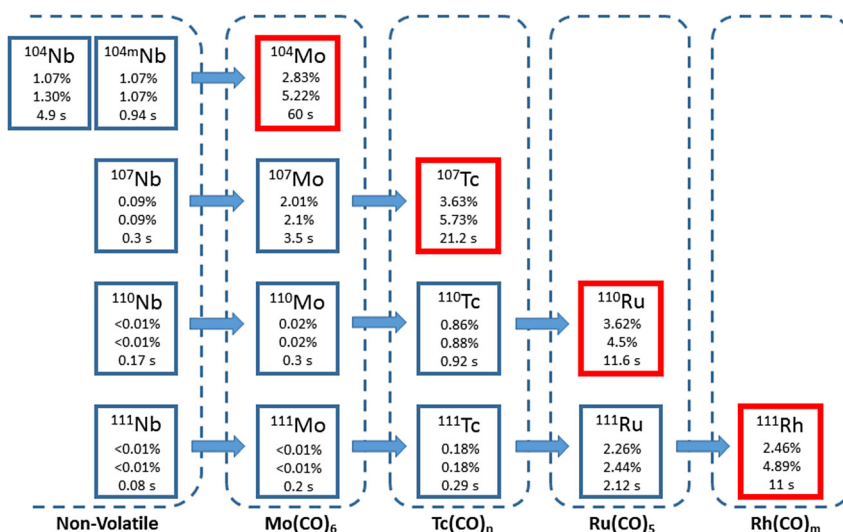 ¹⁰⁴Nb ¹⁰⁴ᵐNb ¹⁰⁴Mo
1.07% 1.07% 2.83%
1.30% 1.07% 5.22%
4.9 s 0.94 s 60 s
¹⁰⁷Nb ¹⁰⁷Mo ¹⁰⁷Tc
0.09% 2.01% 3.63%
0.09% 2.1% 5.73%
0.3 s 3.5 s 21.2 s
¹¹⁰Nb ¹¹⁰Mo ¹¹⁰Tc ¹¹⁰Ru
<0.01% 0.02% 0.86% 3.62%
<0.01% 0.02% 0.88% 4.5%
0.17 s 0.3 s 0.92 s 11.6 s
¹¹¹Nb ¹¹¹Mo ¹¹¹Tc ¹¹¹Ru ¹¹¹Rh
<0.01% <0.01% 0.18% 2.26% 2.46%
<0.01% <0.01% 0.18% 2.44% 4.89%
0.08 s 0.2 s 0.29 s 2.12 s 11 s
Non-Volatile Mo(CO)₆ Tc(CO)ₙ Ru(CO)₅ Rh(CO)ₘ